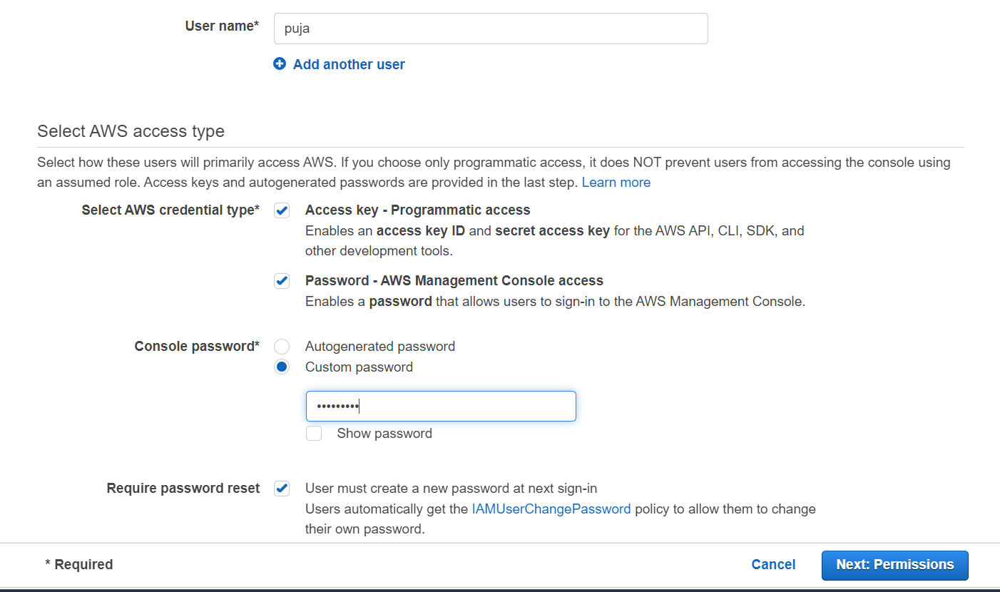 User name*
puja
Add another user
Select AWS access type
Select how these users will primarily access AWS. If you choose only programmatic access, it does NOT prevent users from accessing the console using
an assumed role. Access keys and autogenerated passwords are provided in the last step. Learn more
Select AWS credential type*
Access key - Programmatic access
Enables an access key ID and secret access key for the AWS API, CLI, SDK, and
other development tools.
Password - AWS Management Console access
Enables a password that allows users to sign-in to the AWS Management Console.
Console password*
Autogenerated password
Custom password
•••••••••
Show password
Require password reset
User must create a new password at next sign-in
Users automatically get the IAMUserChangePassword policy to allow them to change
their own password.
* Required
Cancel
Next: Permissions